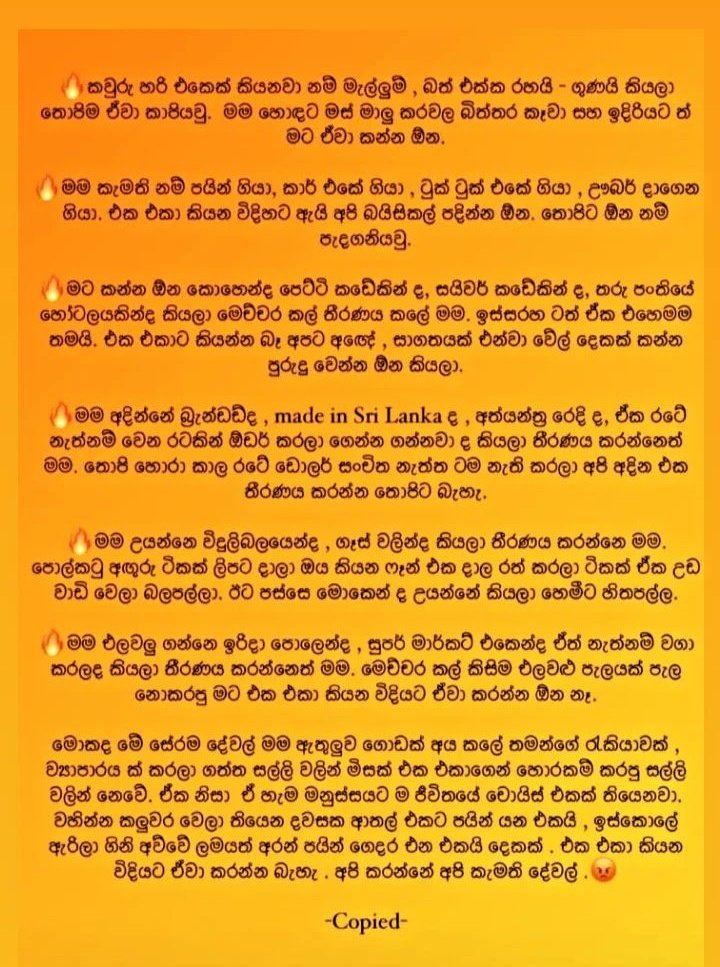 🔥කවුරු හරි එකෙක් කියනවා නම් මැල්ලුම් , බත් එක්ක රහයි - ගුණයි කියලා
තොපිම ඒවා කාපියවු. මම හොඳට මස් මාලු කරවල බිත්තර කෑවා සහ ඉදිරියට ත්
මට ඒවා කන්න ඕන.
🔥මම කැමති නම් පයින් ගියා, කාර් එකේ ගියා , ටුක් ටුක් එකේ ගියා , ඌබර් දාගෙන
ගියා. එක එකා කියන විදිහට ඇයි අපි බයිසිකල් පදින්න ඕන. තොපිට ඕන නම්
පැදගනියවු.
🔥මට කන්න ඕන කොහෙන්ද පෙට්ටි කඩේකින් ද, සයිවර් කඩේකින් ද, තරු පංතියේ
හෝටලයකින්ද කියලා මෙච්චර කල් තීරණය කලේ මම. ඉස්සරහ ටත් ඒක එහෙමම
තමයි. එක එකාට කියන්න බෑ අපට අඤේ , සාගතයක් එන්වා වේල් දෙකක් කන්න
පුරුදු වෙන්න ඕන කියලා.
🔥මම අදින්නේ බ්‍රැන්ඩඩ්ද , made in Sri Lanka ද , අත්යන්ත්‍ර රෙදි ද, ඒක රටේ
නැත්නම් වෙන රටකින් ඕඩර් කරලා ගෙන්න ගන්නවා ද කියලා තීරණය කරන්නෙත්
මම. තොපි හොරා කාල රටේ ඩොලර් සංචිත නැත්ත ටම නැති කරලා අපි අදින එක
තීරණය කරන්න තොපිට බැහැ.
🔥මම උයන්නෙ විදුලිබලයෙන්ද , ගෑස් වලින්ද කියලා තීරණය කරන්නෙ මම.
පොල්කටු අඟුරු ටිකක් ලිපට දාලා ඔය කියන ෆෑන් එක දාල රත් කරලා ටිකක් ඒක උඩ
වාඩි වෙලා බලපල්ලා. ඊට පස්සෙ මොකෙන් ද උයන්නේ කියලා හෙමීට හිතපල්ල.
🔥මම එලවලු ගන්නෙ ඉරිදා පොලෙන්ද , සුපර් මාර්කට් එකෙන්ද ඒත් නැත්නම් වගා
කරලද කියලා තීරණය කරන්නෙත් මම. මෙච්චර කල් කිසිම එලවළු පැලයක් පැල
නොකරපු මට එක එකා කියන විදියට ඒවා කරන්න ඕන නෑ.
මොකද මේ සේරම දේවල් මම ඇතුලුව ගොඩක් අය කලේ තමන්ගේ රැකියාවක් ,
ව්‍යාපාරය ක් කරලා ගත්ත සල්ලි වලින් මිසක් එක එකාගෙන් හොරකම් කරපු සල්ලි
වලින් නෙවේ. ඒක නිසා ඒ හැම මනුස්සයට ම ජීවිතයේ චොයිස් එකක් තියෙනවා.
වහින්න කලුවර වෙලා තියෙන දවසක ආතල් එකට පයින් යන එකයි , ඉස්කොලේ
ඇරිලා ගිනි අව්වේ ලමයත් අරන් පයින් ගෙදර එන එකයි දෙකක් . එක එකා කියන
විදියට ඒවා කරන්න බැහැ . අපි කරන්නේ අපි කැමති දේවල් .😡
-Copied-